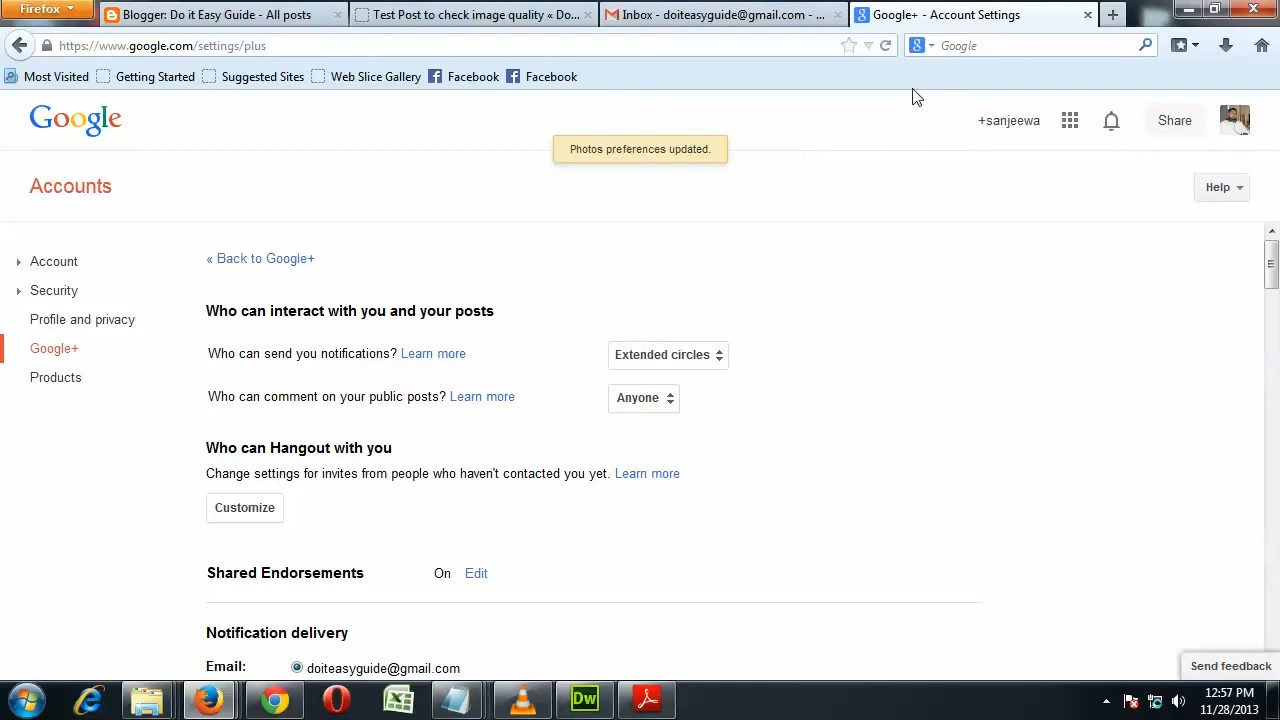 Firefox
Blogger: Do it Easy Guide - All posts
Test Post to check image quality - Do...
Inbox - doiteasyguide@gmail.com - ...
Google+ - Account Settings
https://www.google.com/settings/plus
Google
Most Visited
Getting Started
Suggested Sites
Web Slice Gallery
Facebook
Facebook
Google
+sanjeewa
Share
Photos preferences updated.
Accounts
Help
Account
Security
Profile and privacy
Google+
Products
« Back to Google+
Who can interact with you and your posts
Who can send you notifications? Learn more
Extended circles
Who can comment on your public posts? Learn more
Anyone
Who can Hangout with you
Change settings for invites from people who haven't contacted you yet. Learn more
Customize
Shared Endorsements On Edit
Notification delivery
Email: doiteasyguide@gmail.com
Send feedback
Dw
12:57 PM
11/28/2013